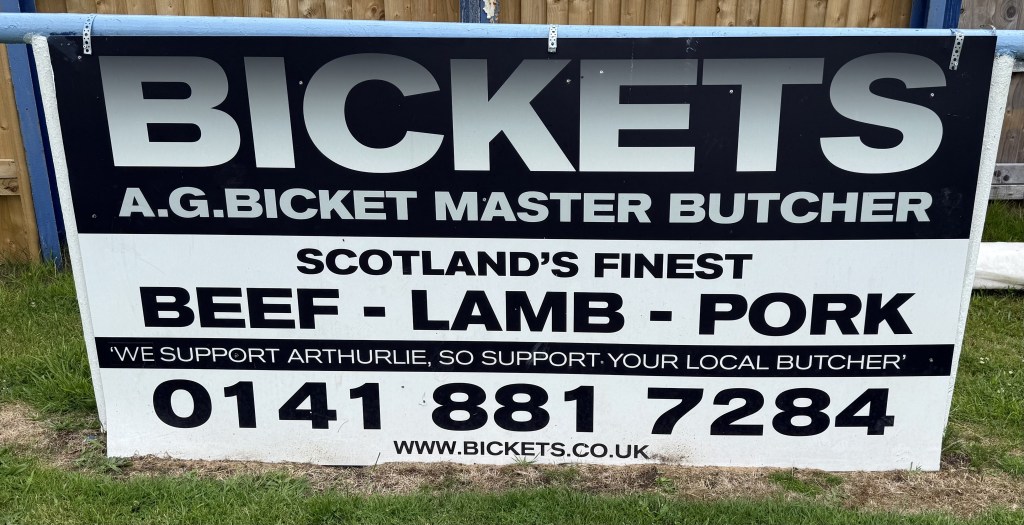 BICKETS
A.G.BICKET MASTER BUTCHER
SCOTLAND'S FINEST
BEEF - LAMB - PORK
'WE SUPPORT ARTHURLIE, SO SUPPORT YOUR LOCAL BUTCHER'
0141 881 7284
WWW.BICKETS.CO.UK